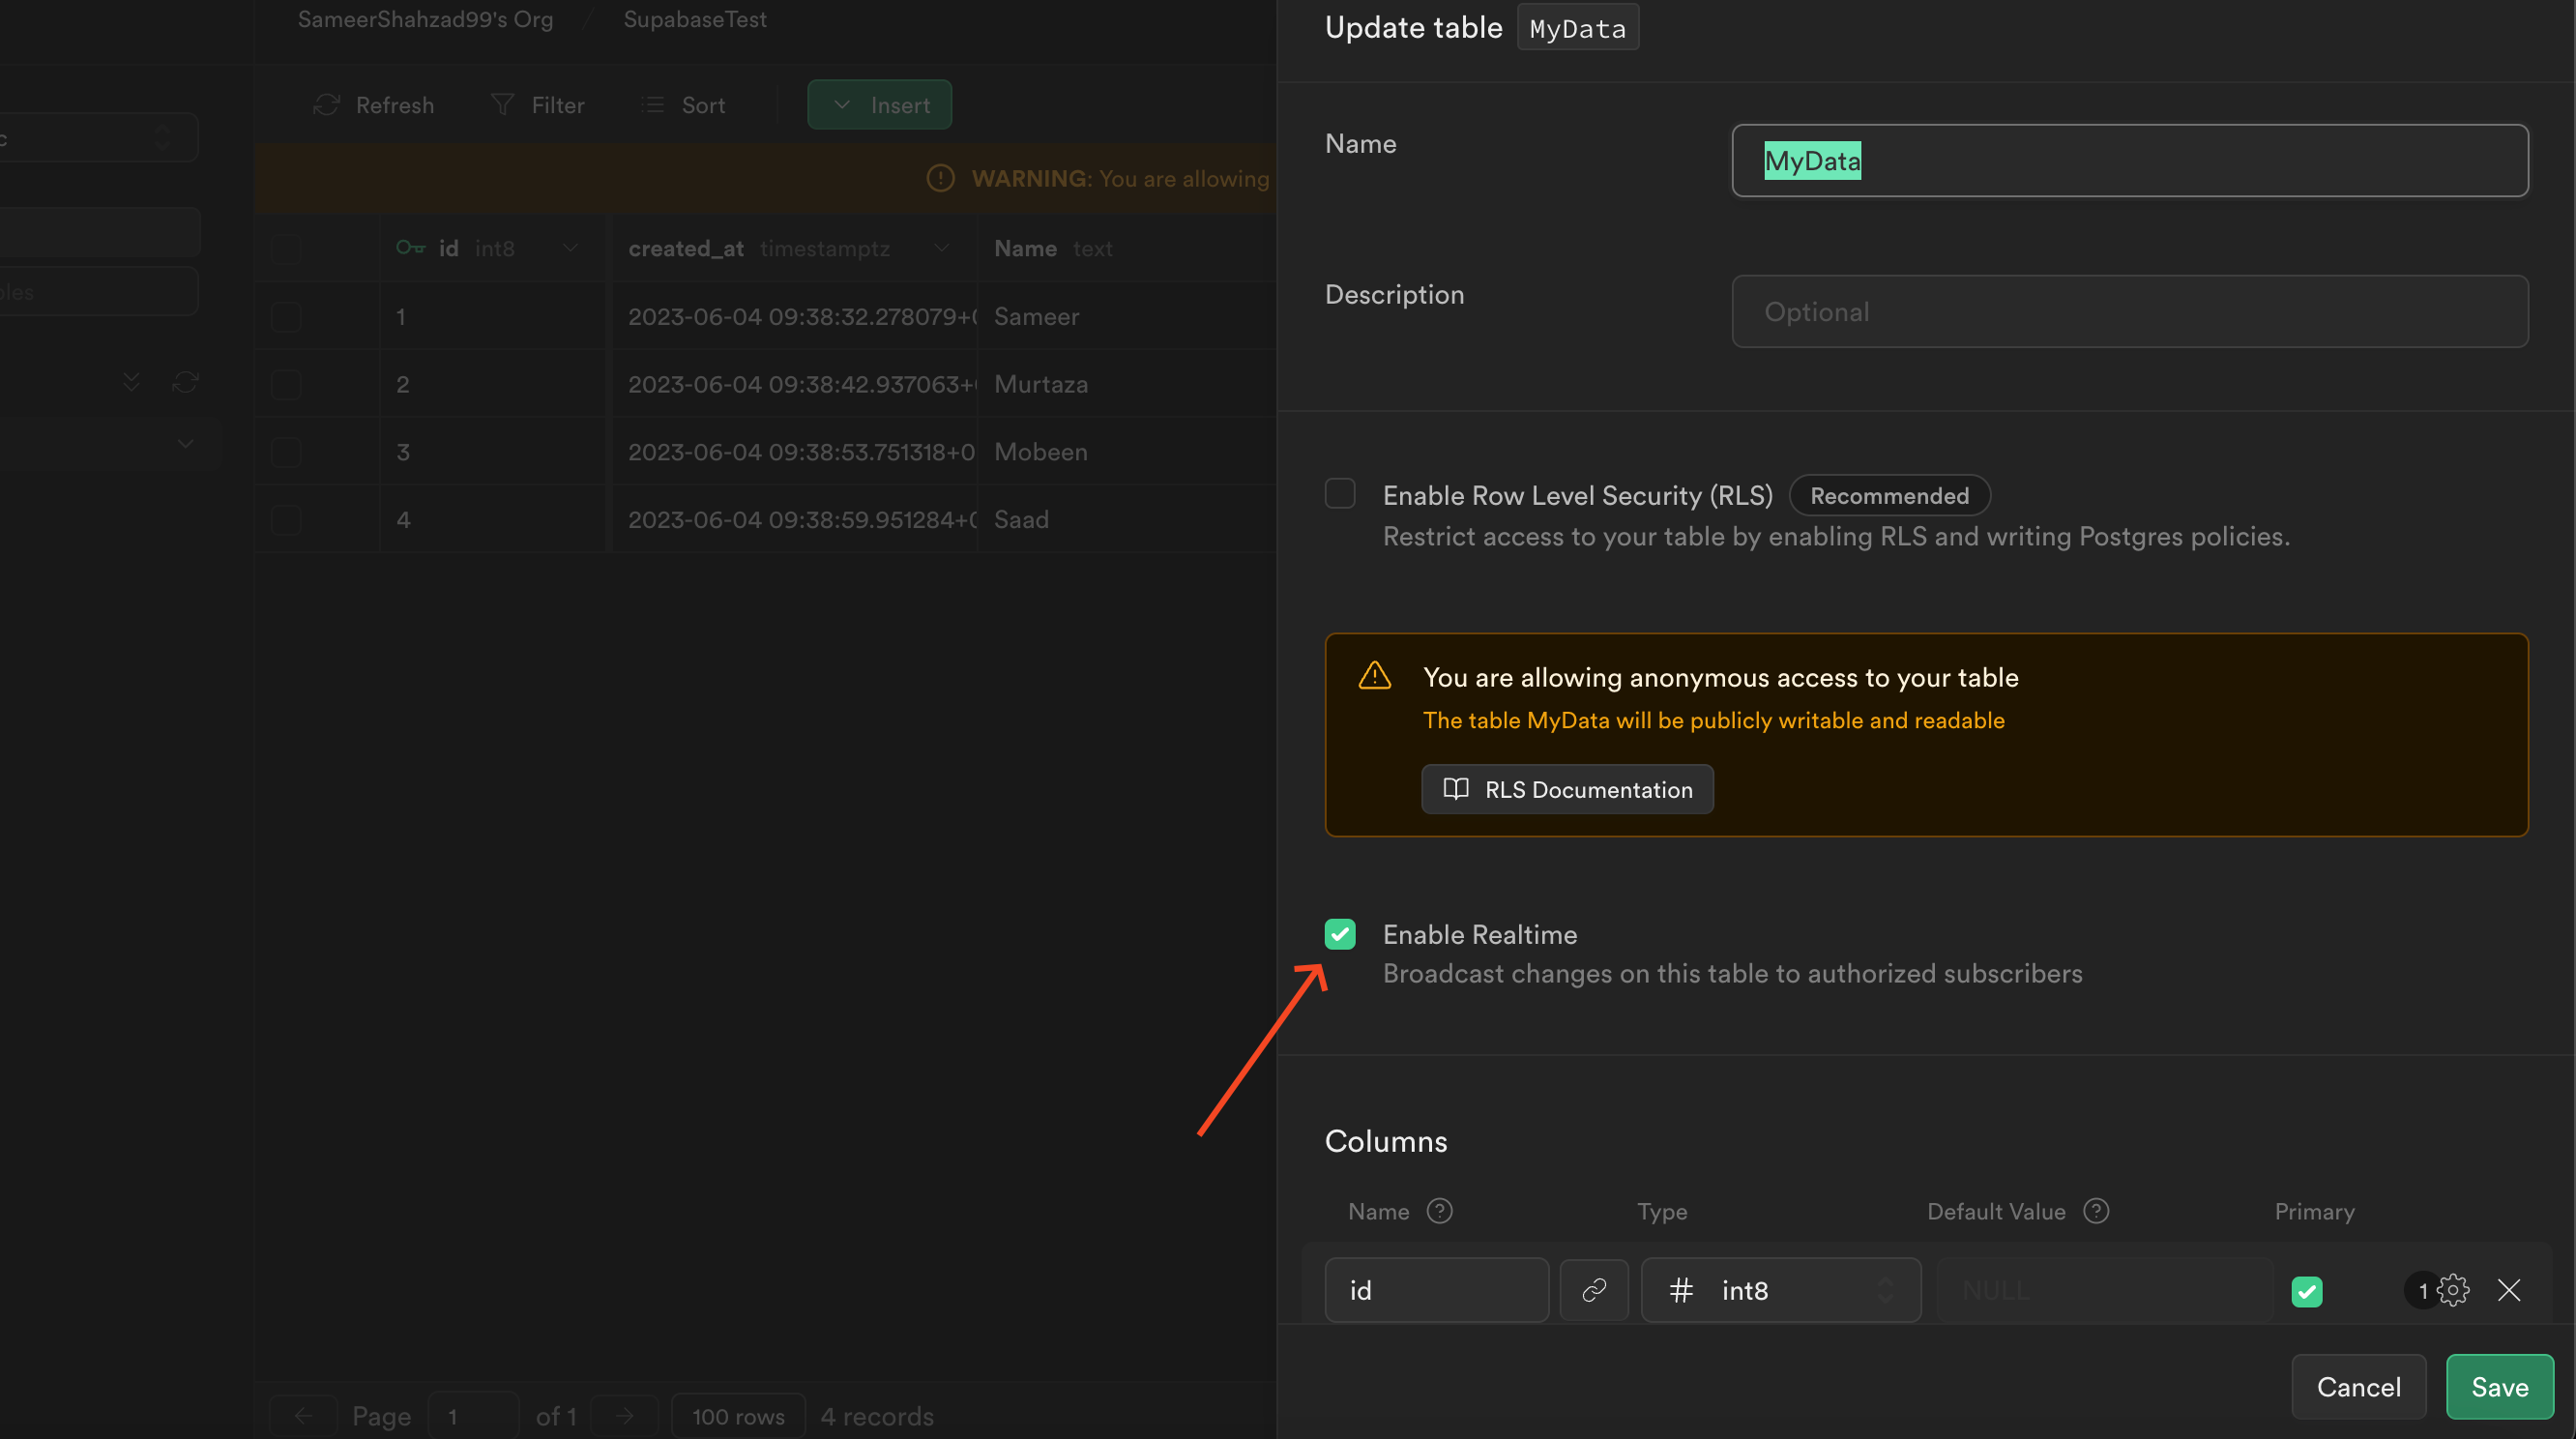 SameerShahzad99's Org / SupabaseTest
Refresh Filter Sort Insert
WARNING: You are allowing
id int8 created_at timestamptz Name text
1 2023-06-04 09:38:32.278079+0 Sameer
2 2023-06-04 09:38:42.937063+ Murtaza
3 2023-06-04 09:38:53.751318+0 Mobeen
4 2023-06-04 09:38:59.951284+0 Saad
Page 1 of 1 100 rows 4 records
Update table MyData
Name MyData
Description Optional
Enable Row Level Security (RLS) Recommended
Restrict access to your table by enabling RLS and writing Postgres policies.
You are allowing anonymous access to your table
The table MyData will be publicly writable and readable
RLS Documentation
Enable Realtime
Broadcast changes on this table to authorized subscribers
Columns
Name ? Type Default Value ? Primary
id # int8 NULL 1
Cancel Save